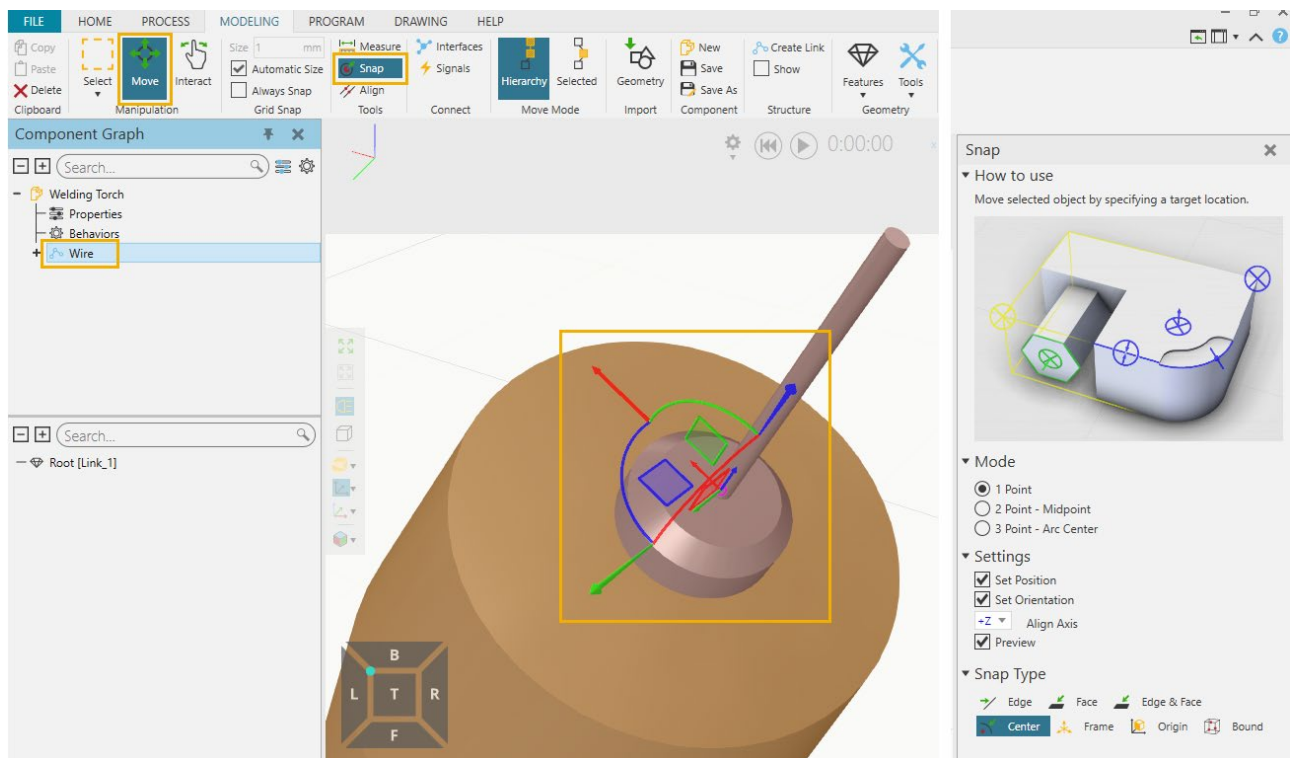 FILE HOME PROCESS MODELING PROGRAM DRAWING HELP
Copy
Paste
Delete
Clipboard
Select
Move
Interact
Manipulation
Size 1 mm
Automatic Size
Always Snap
Grid Snap
Measure
Snap
Align
Tools
Interfaces
Signals
Connect
Hierarchy
Selected
Move Mode
Geometry
Import
New
Save
Save As
Component
Create Link
Show
Structure
Features
Tools
Geometry
Component Graph
Search...
Welding Torch
Properties
Behaviors
Wire
Search...
Root [Link_1]
0:00:00
B
L T R
F
Snap
How to use
Move selected object by specifying a target location.
Mode
1 Point
2 Point - Midpoint
3 Point - Arc Center
Settings
Set Position
Set Orientation
+Z Align Axis
Preview
Snap Type
Edge Face Edge & Face
Center Frame Origin Bound